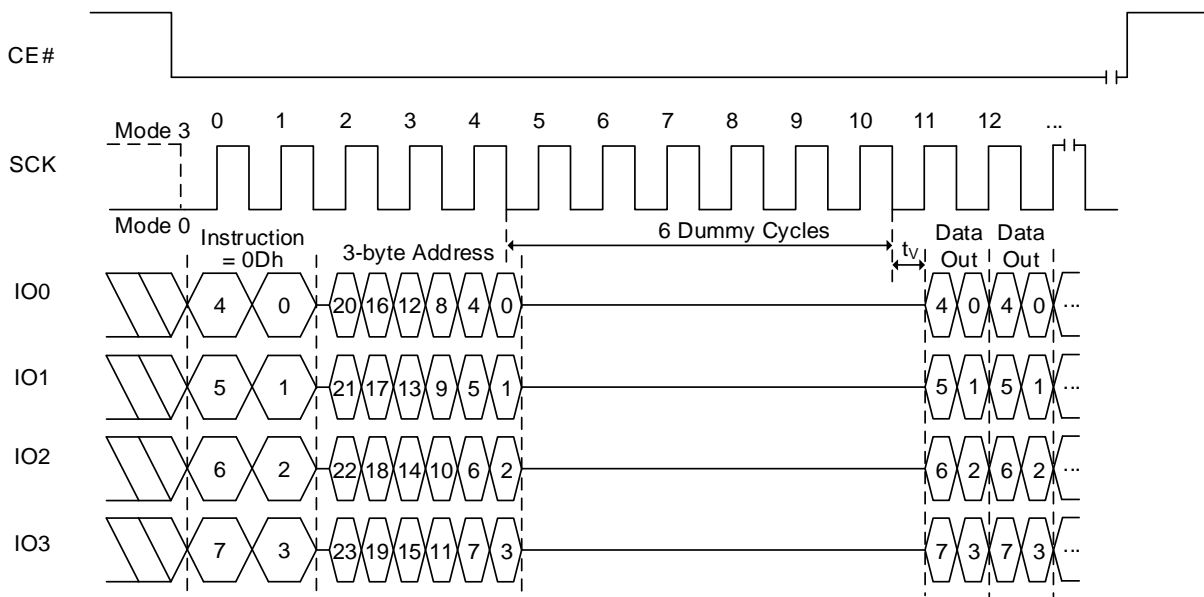 CE#
0 1 2 3 4 5 6 7 8 9 10 11 12 ...
Mode 3
SCK
Mode 0
Instruction
= 0Dh
3-byte Address
6 Dummy Cycles
tV
Data
Out
Data
Out
IO0 4 0 20 16 12 8 4 0 4 0 4 0 ...
IO1 5 1 21 17 13 9 5 1 5 1 5 1 ...
IO2 6 2 22 18 14 10 6 2 6 2 6 2 ...
IO3 7 3 23 19 15 11 7 3 7 3 7 3 ...